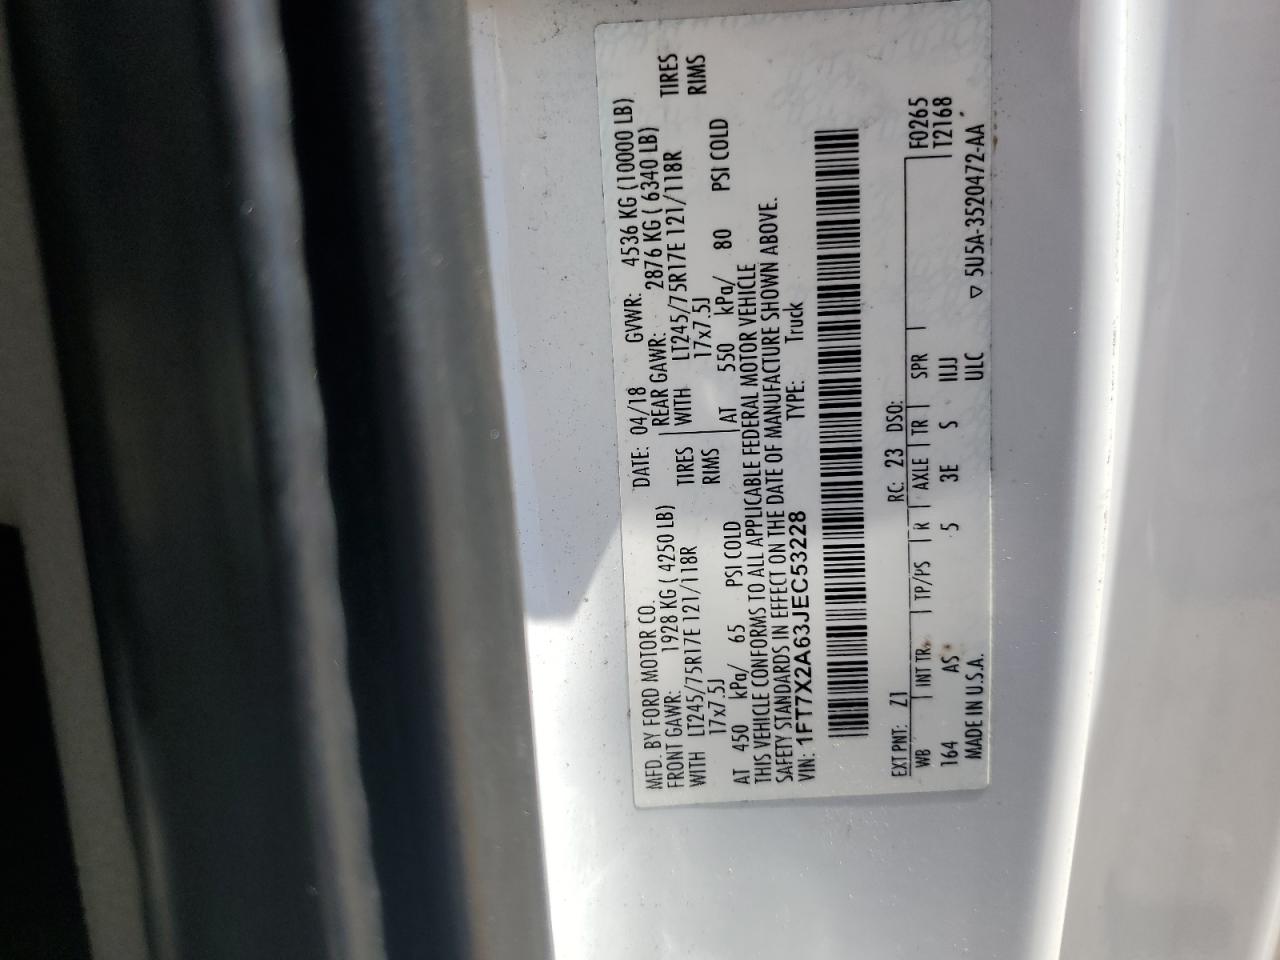 MFD. BY FORD MOTOR CO.
DATE: 04/18 GVWR: 4536 KG (10000 LB)
FRONT GAWR: 1928 KG ( 4250 LB) REAR GAWR: 2876 KG ( 6340 LB)
WITH LT245/75R17E 121/118R TIRES WITH LT245/75R17E 121/118R TIRES
17x7.5J RIMS 17x7.5J RIMS
AT 450 kPa/ 65 PSI COLD AT 550 kPa/ 80 PSI COLD
THIS VEHICLE CONFORMS TO ALL APPLICABLE FEDERAL MOTOR VEHICLE
SAFETY STANDARDS IN EFFECT ON THE DATE OF MANUFACTURE SHOWN ABOVE.
VIN: 1FT7X2A63JEC53228 TYPE: Truck
EXT PNT: Z1 RC: 23 DSO:
WB INT TR. TP/PS R AXLE TR SPR F0265
164 AS 5 3E S IIJJ T2168
MADE IN U.S.A. ULC ▽ 5U5A-3520472-AA